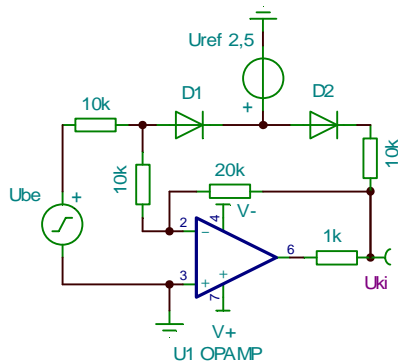 Uref 2,5
+
D1
D2
10k
10k
10k
Ube
+
20k
V-
4
2
−
6
1k
3
+
+
7
Uki
V+
U1 OPAMP